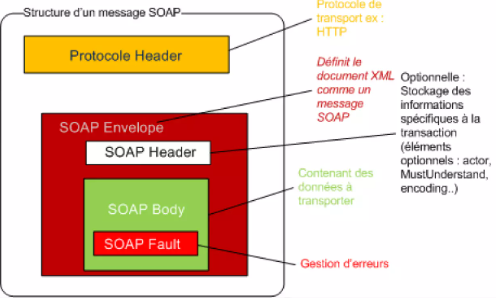 Structure d'un message SOAP
Protocole de
transport ex :
HTTP
Protocole Header
Définit le
document XML
comme un
message
SOAP
Optionnelle :
Stockage des
informations
spécifiques à la
transaction
(éléments
optionnels : actor,
MustUnderstand,
encoding..)
SOAP Envelope
SOAP Header
Contenant des
données à
transporter
SOAP Body
SOAP Fault
Gestion d'erreurs